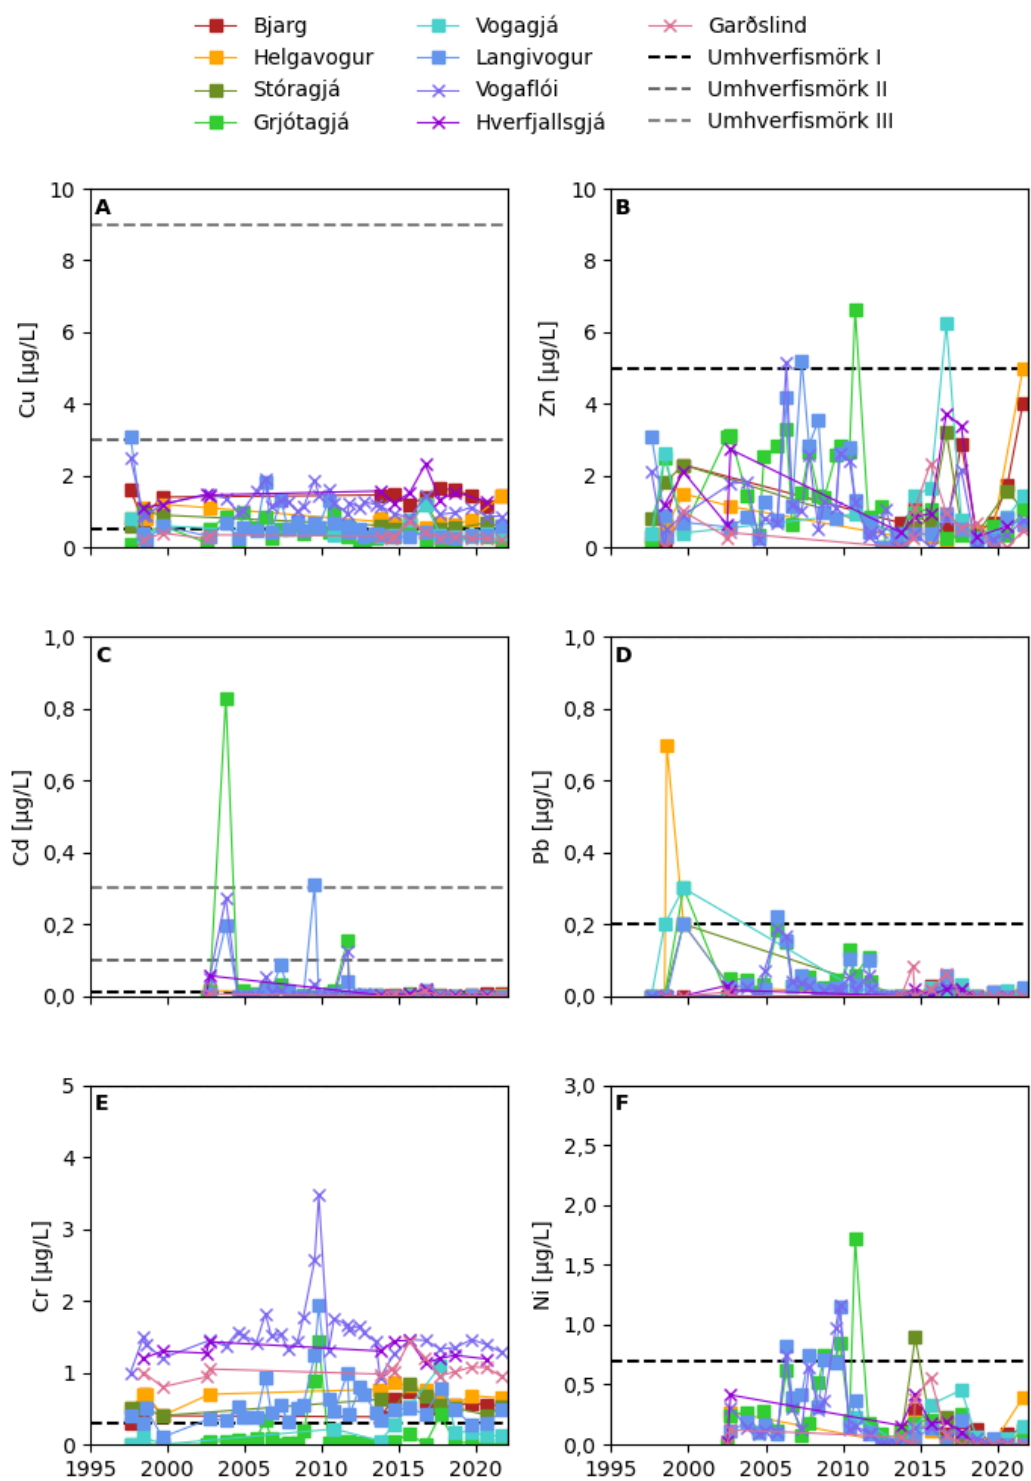 Bjarg
Helgavogur
Stóragjá
Grjótagjá
Vogagjá
Langivogur
Vogaflói
Hverfjallsgjá
Garðslind
Umhverfismörk I
Umhverfismörk II
Umhverfismörk III
A
Cu [µg/L]
10
8
6
4
2
0
B
Zn [µg/L]
10
8
6
4
2
0
C
Cd [µg/L]
1,0
0,8
0,6
0,4
0,2
0,0
D
Pb [µg/L]
1,0
0,8
0,6
0,4
0,2
0,0
E
Cr [µg/L]
5
4
3
2
1
0
1995 2000 2005 2010 2015 2020
F
Ni [µg/L]
3,0
2,5
2,0
1,5
1,0
0,5
0,0
1995 2000 2005 2010 2015 2020